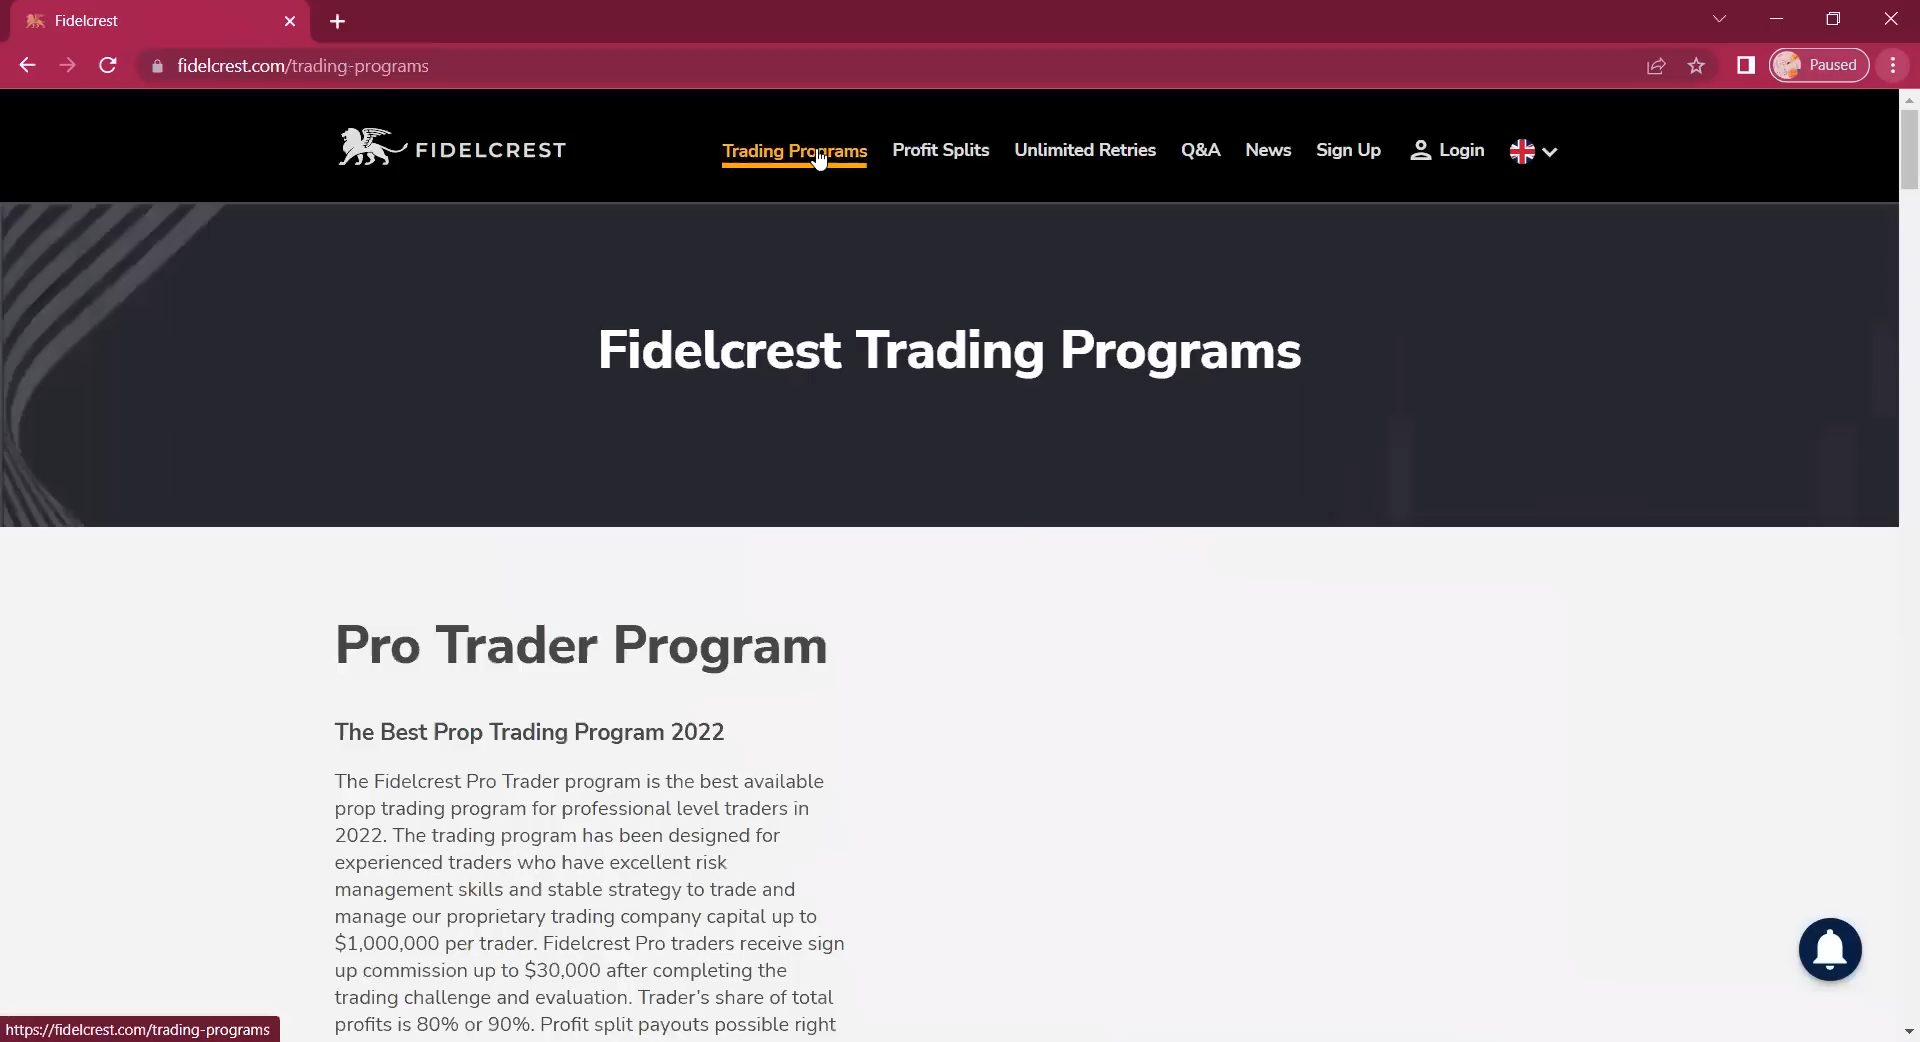 Fidelcrest
fidelcrest.com/trading-programs
Paused
FIDELCREST
Trading Programs
Profit Splits
Unlimited Retries
Q&A
News
Sign Up
Login
Fidelcrest Trading Programs
Pro Trader Program
The Best Prop Trading Program 2022
The Fidelcrest Pro Trader program is the best available
prop trading program for professional level traders in
2022. The trading program has been designed for
experienced traders who have excellent risk
management skills and stable strategy to trade and
manage our proprietary trading company capital up to
$1,000,000 per trader. Fidelcrest Pro traders receive sign
up commission up to $30,000 after completing the
trading challenge and evaluation. Trader's share of total
profits is 80% or 90%. Profit split payouts possible right
https://fidelcrest.com/trading-programs